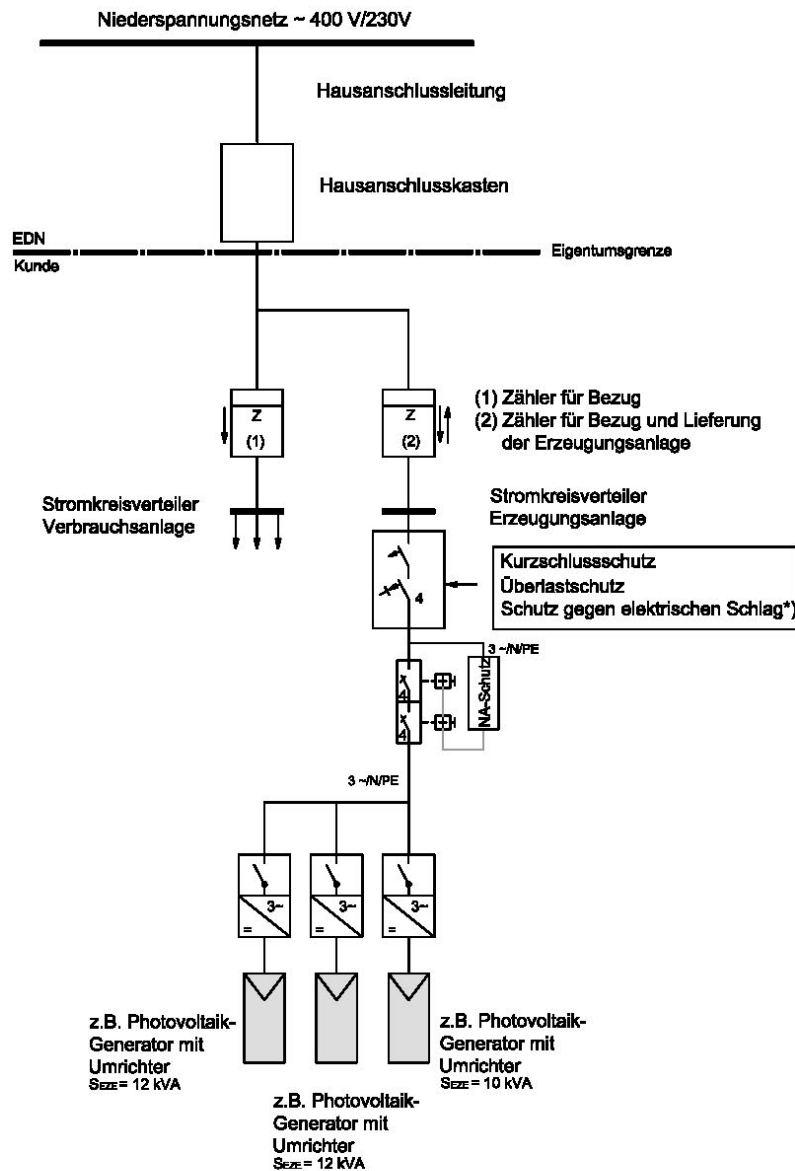 Niederspannungsnetz ~ 400 V/230V
Hausanschlussleitung
Hausanschlusskasten
EDN
Kunde
Eigentumsgrenze
Z
(1)
Z
(2)
(1) Zähler für Bezug
(2) Zähler für Bezug und Lieferung
der Erzeugungsanlage
Stromkreisverteiler
Verbrauchsanlage
Stromkreisverteiler
Erzeugungsanlage
4
Kurzschlussschutz
Überlastschutz
Schutz gegen elektrischen Schlag*)
3 ~/N/PE
4
4
NA-Schutz
3 ~/N/PE
3~
=
3~
=
3~
=
z.B. Photovoltaik-
Generator mit
Umrichter
SEZE = 12 kVA
z.B. Photovoltaik-
Generator mit
Umrichter
SEZE = 12 kVA
z.B. Photovoltaik-
Generator mit
Umrichter
SEZE = 10 kVA